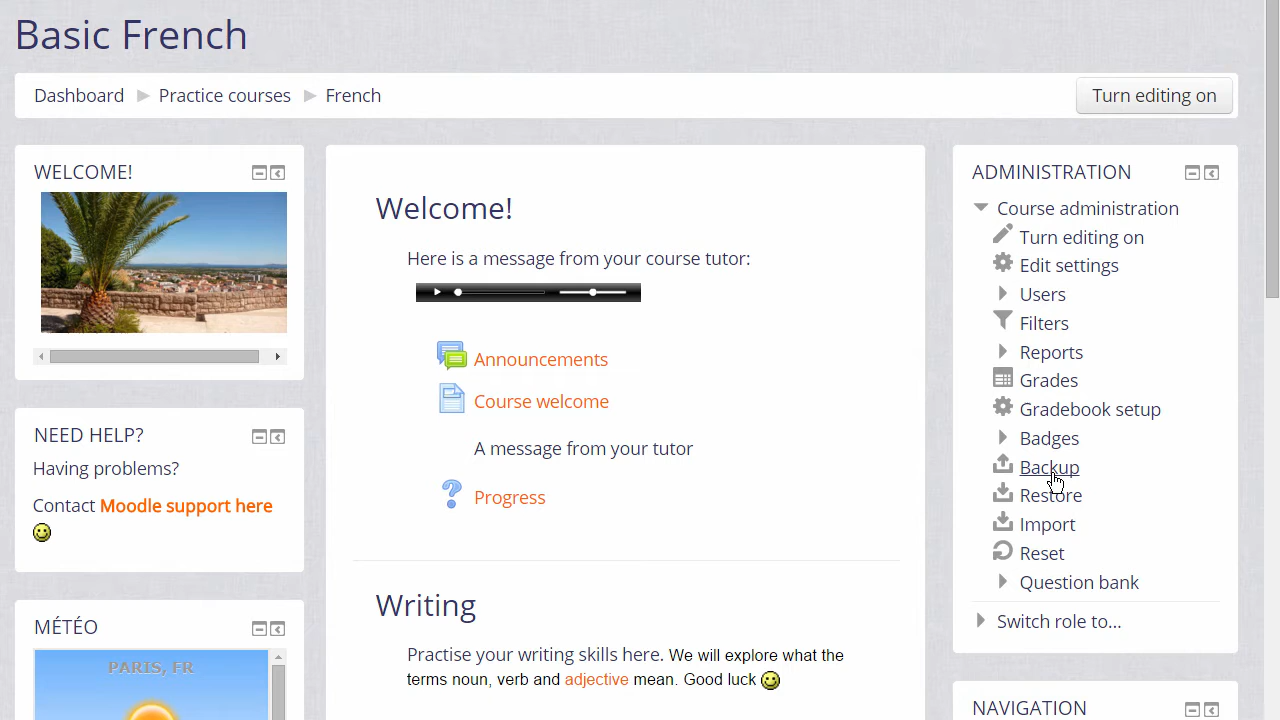 Basic French
Dashboard
Practice courses
French
Turn editing on
WELCOME!
NEED HELP?
Having problems?
Contact Moodle support here
MÉTÉO
PARIS, FR
Welcome!
Here is a message from your course tutor:
Announcements
Course welcome
A message from your tutor
Progress
Writing
Practise your writing skills here. We will explore what the
terms noun, verb and adjective mean. Good luck
ADMINISTRATION
Course administration
Turn editing on
Edit settings
Users
Filters
Reports
Grades
Gradebook setup
Badges
Backup
Restore
Import
Reset
Question bank
Switch role to...
NAVIGATION